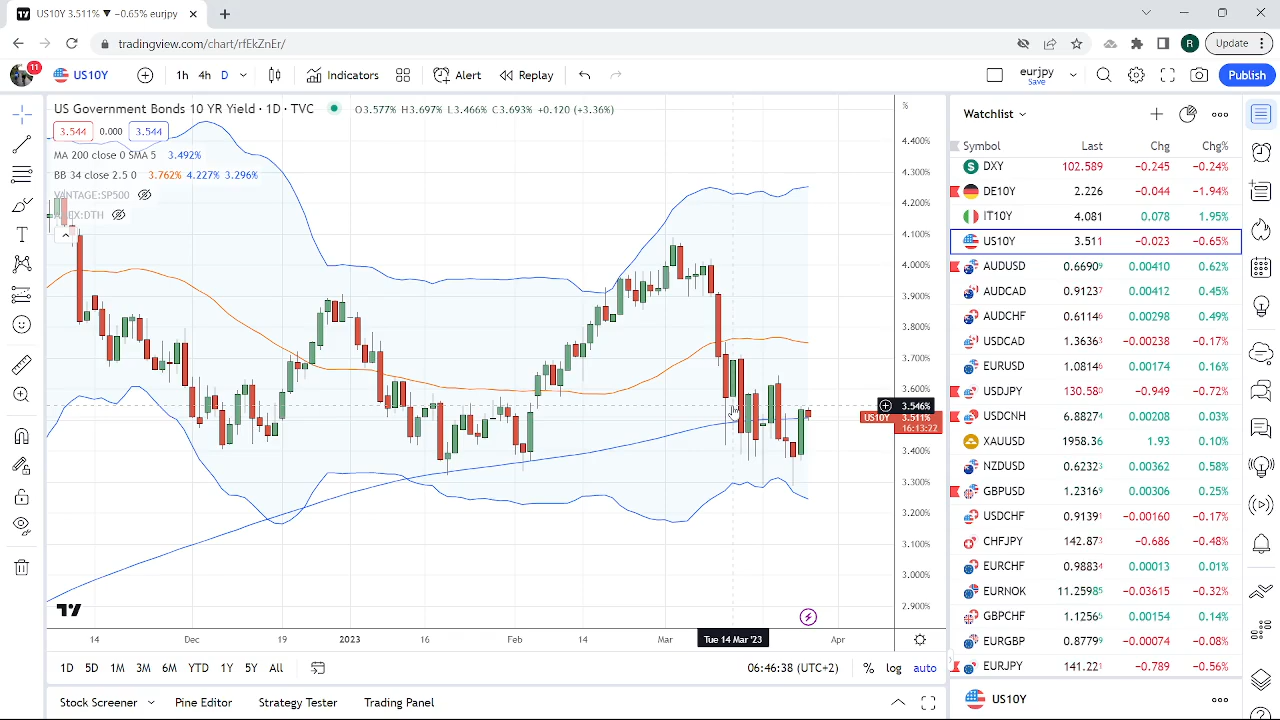 US10Y 3.511% ▼ −0.65% eurjpy
tradingview.com/chart/rfEkZnEr/
R
Update
11
US10Y
1h 4h D
Indicators
Alert
Replay
eurjpy
Save
Publish
US Government Bonds 10 YR Yield · 1D · TVC
O3.577% H3.697% L3.466% C3.693% +0.120 (+3.36%)
3.544 0.000 3.544
MA 200 close 0 SMA 5 3.492%
BB 34 close 2.5 0 3.762% 4.227% 3.296%
VANTAGE:SP500
%
4.400%
4.300%
4.200%
4.100%
4.000%
3.900%
3.800%
3.700%
3.600%
3.546%
US10Y 3.511%
16:13:22
3.400%
3.300%
3.200%
3.100%
3.000%
2.900%
14 Dec 19 2023 16 Feb 14 Mar Tue 14 Mar '23 Apr
1D 5D 1M 3M 6M YTD 1Y 5Y All
06:46:38 (UTC+2) % log auto
Stock Screener Pine Editor Strategy Tester Trading Panel
Watchlist
Symbol Last Chg Chg%
DXY 102.589 −0.245 −0.24%
DE10Y 2.226 −0.044 −1.94%
IT10Y 4.081 0.078 1.95%
US10Y 3.511 −0.023 −0.65%
AUDUSD 0.66909 0.00410 0.62%
AUDCAD 0.91237 0.00412 0.45%
AUDCHF 0.61146 0.00298 0.49%
USDCAD 1.36363 −0.00238 −0.17%
EURUSD 1.08146 0.00174 0.16%
USDJPY 130.580 −0.949 −0.72%
USDCNH 6.88274 0.00208 0.03%
XAUUSD 1958.36 1.93 0.10%
NZDUSD 0.62323 0.00362 0.58%
GBPUSD 1.23169 0.00306 0.25%
USDCHF 0.91391 −0.00160 −0.17%
CHFJPY 142.873 −0.686 −0.48%
EURCHF 0.98834 0.00013 0.01%
EURNOK 11.25985 −0.03615 −0.32%
GBPCHF 1.12565 0.00154 0.14%
EURGBP 0.87799 −0.00074 −0.08%
EURJPY 141.221 −0.789 −0.56%
US10Y